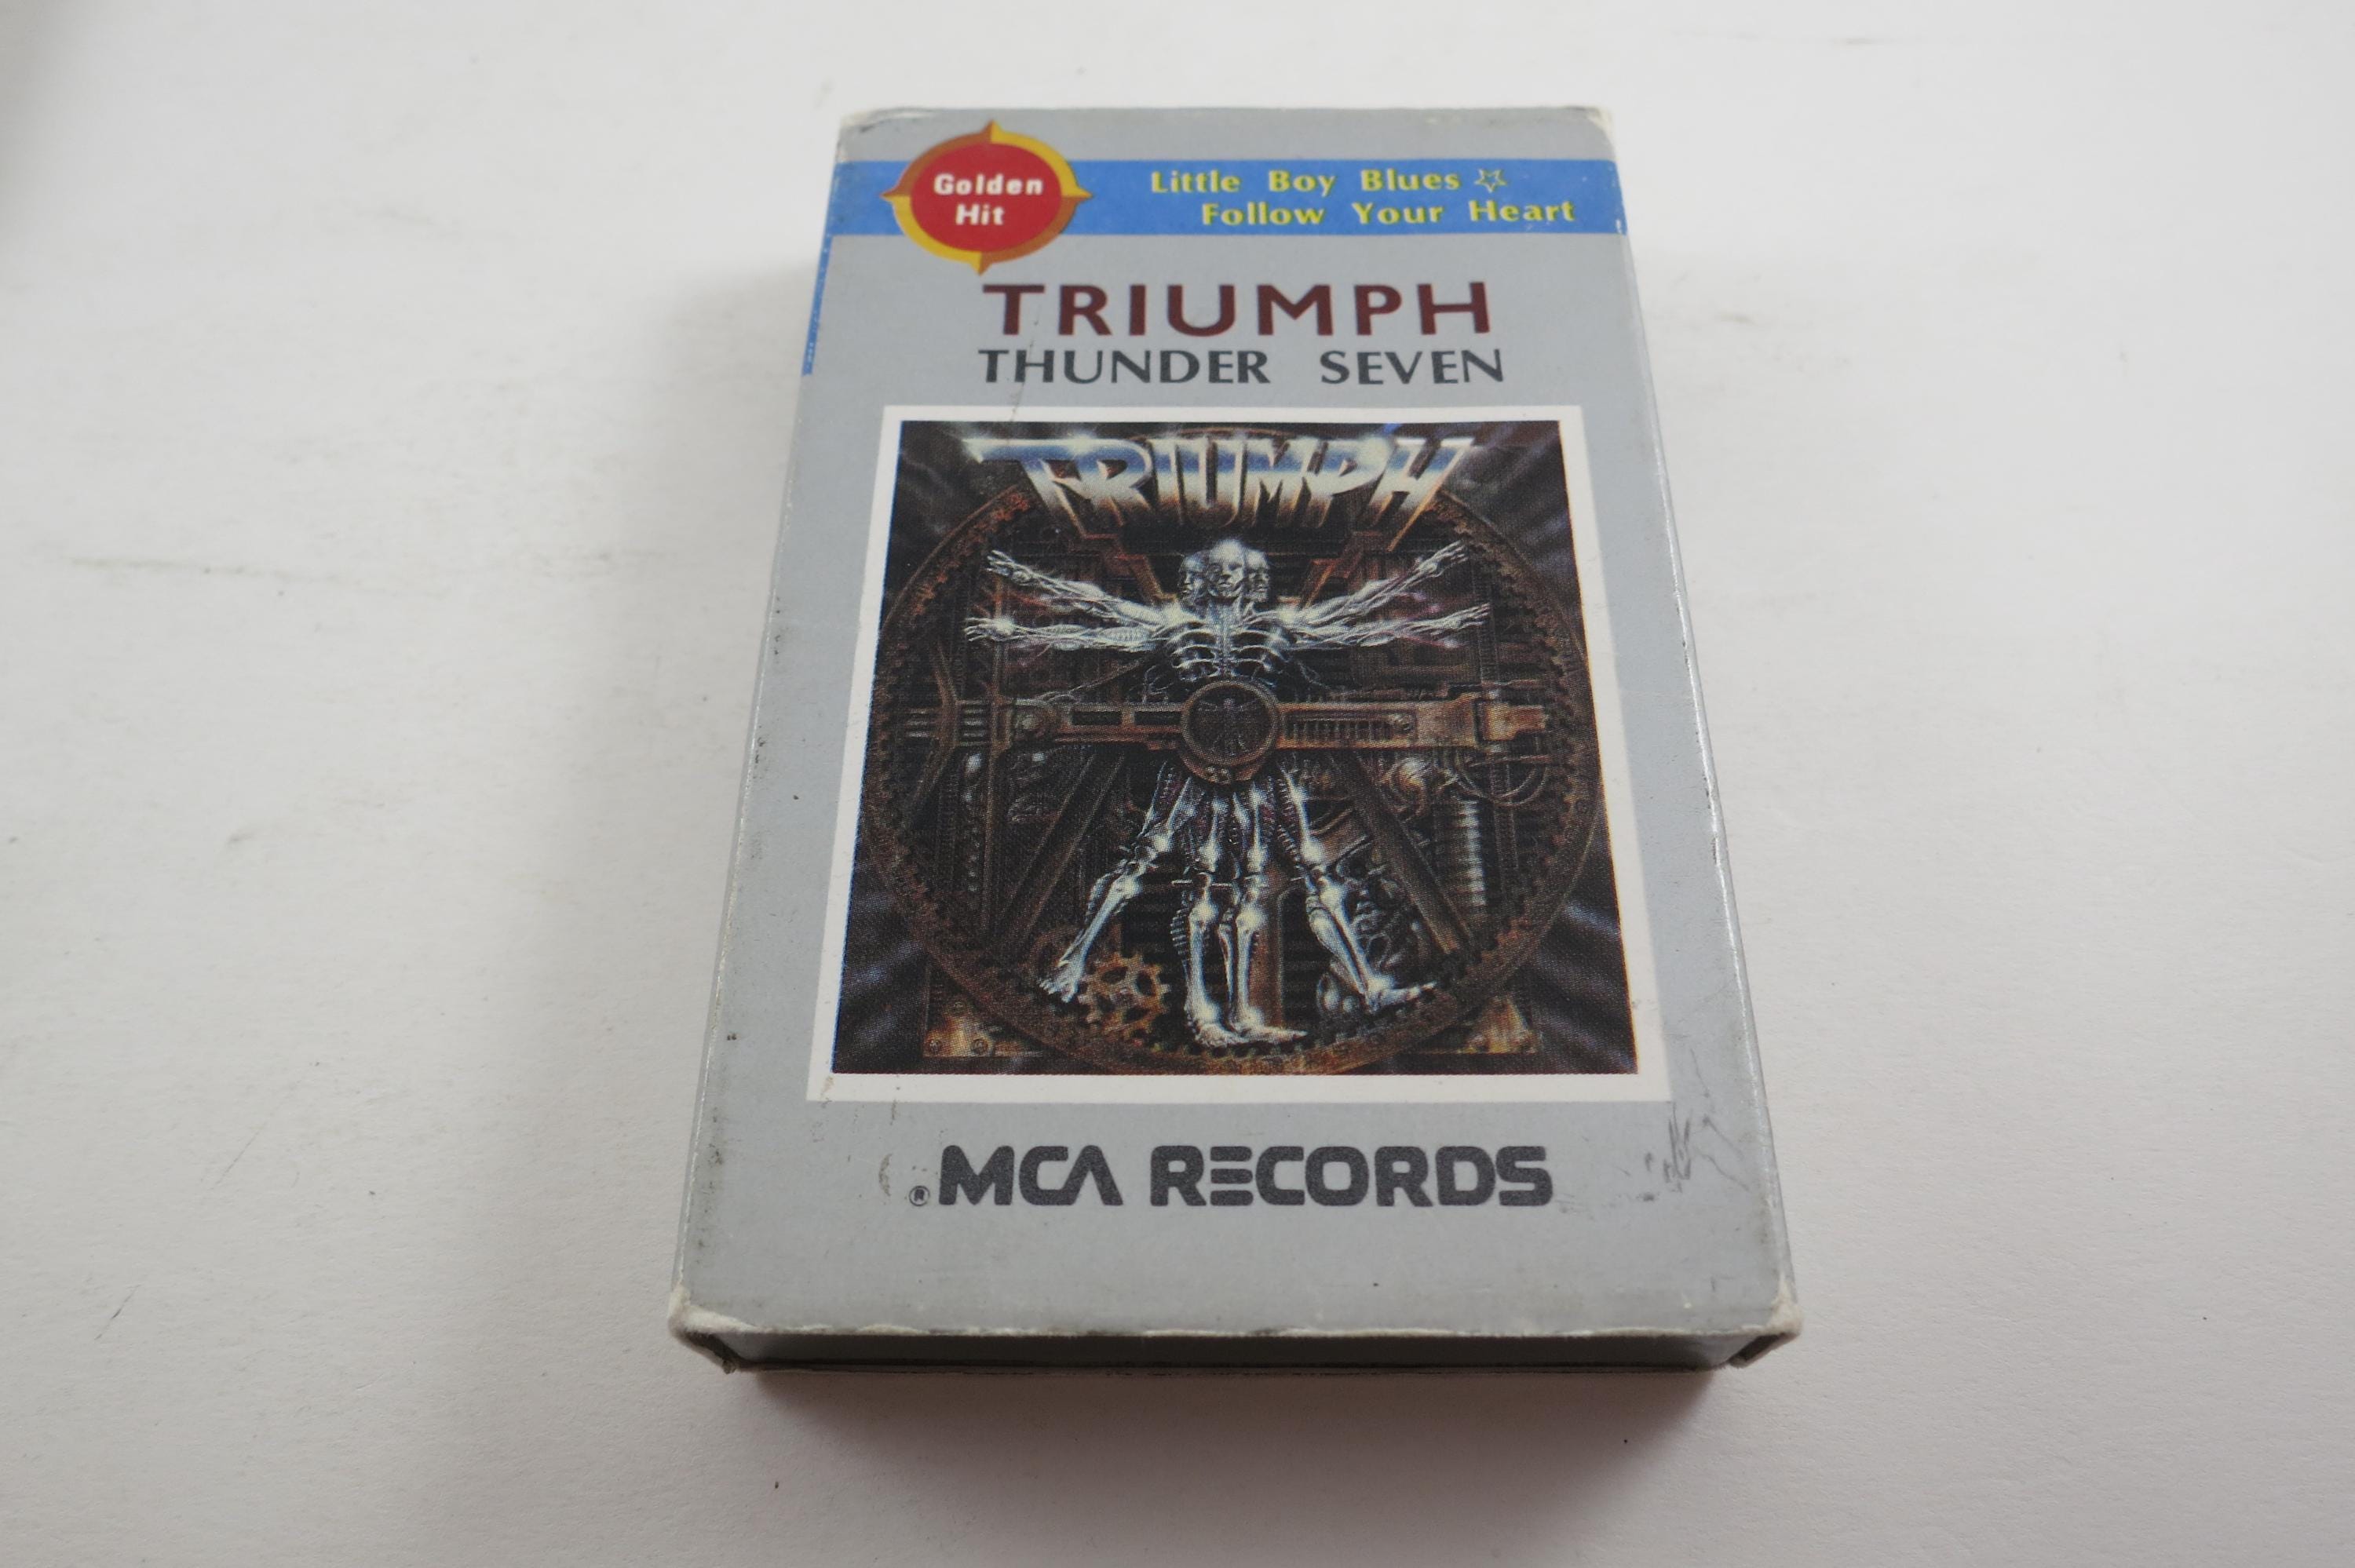 Golden
Hit
Little Boy Blues ☆
Follow Your Heart
TRIUMPH
THUNDER SEVEN
TRIUMPH
® MCA RECORDS